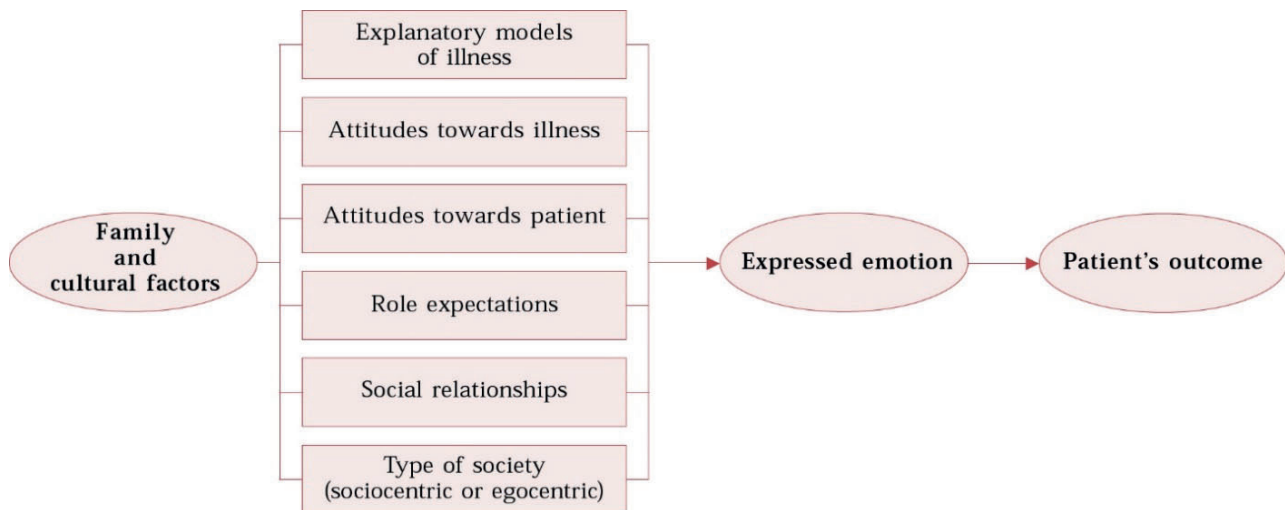 Family
and
cultural factors
Explanatory models
of illness
Attitudes towards illness
Attitudes towards patient
Role expectations
Social relationships
Type of society
(sociocentric or egocentric)
Expressed emotion
Patient's outcome